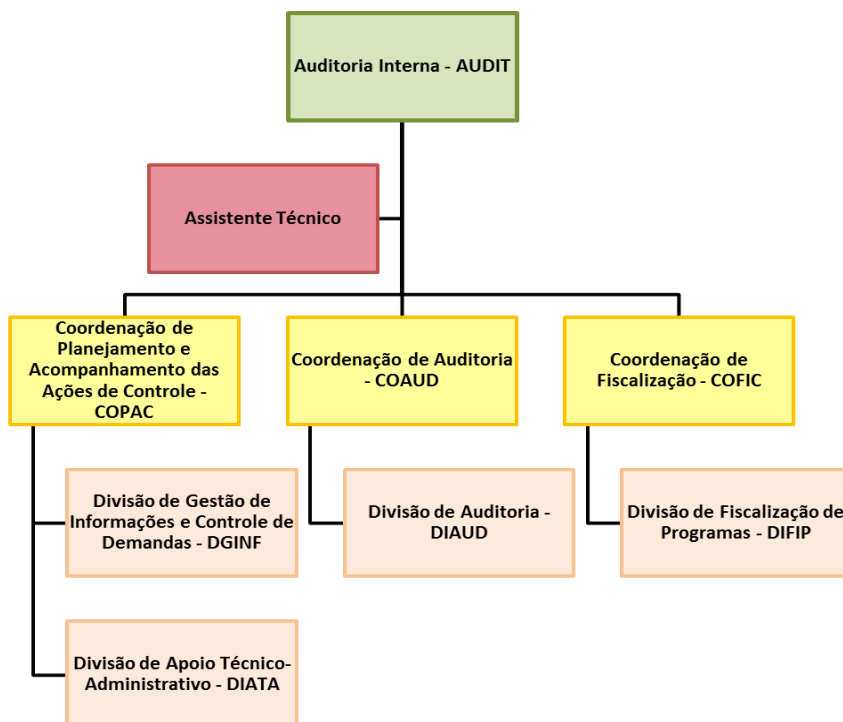 Auditoria Interna - AUDIT
Assistente Técnico
Coordenação de
Planejamento e
Acompanhamento das
Ações de Controle -
COPAC
Coordenação de Auditoria
- COAUD
Coordenação de
Fiscalização - COFIC
Divisão de Gestão de
Informações e Controle de
Demandas - DGINF
Divisão de Auditoria -
DIAUD
Divisão de Fiscalização de
Programas - DIFIP
Divisão de Apoio Técnico-
Administrativo - DIATA